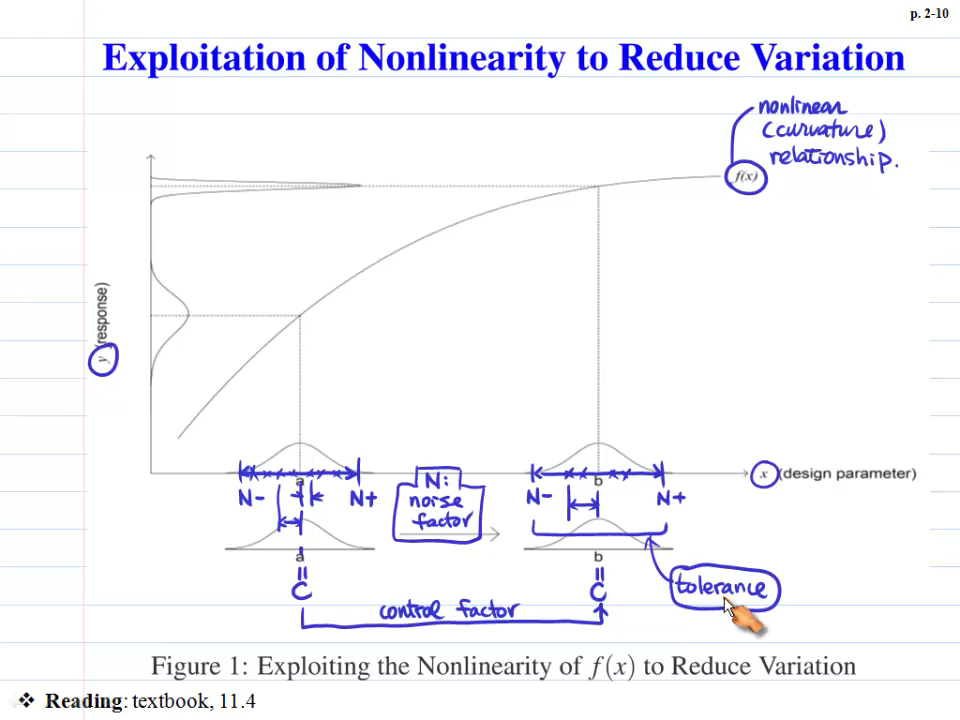 p. 2-10
Exploitation of Nonlinearity to Reduce Variation
nonlinear
(curvature)
relationship.
f(x)
y (response)
a
b
x (design parameter)
N-
N+
N:
noise
factor
N-
N+
a
b
tolerance
C
C
control factor
Figure 1: Exploiting the Nonlinearity of f(x) to Reduce Variation
❖ Reading: textbook, 11.4